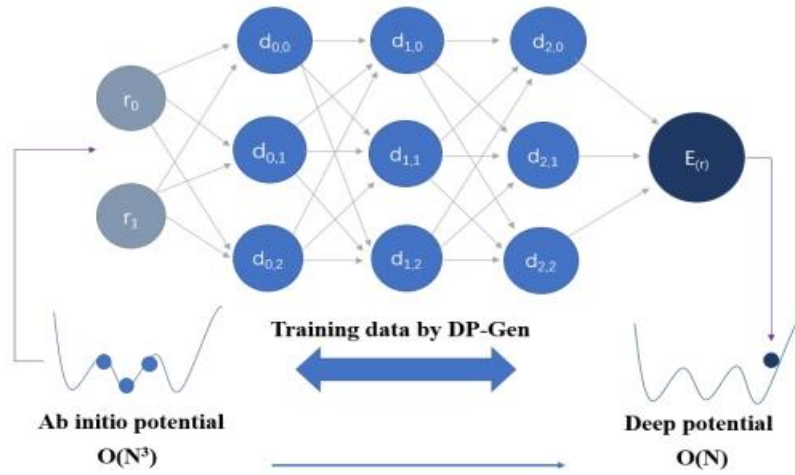 d0,0 d1,0 d2,0
r0
d0,1 d1,1 d2,1 E(r)
r1
d0,2 d1,2 d2,2
Training data by DP-Gen
Ab initio potential Deep potential
O(N³) O(N)